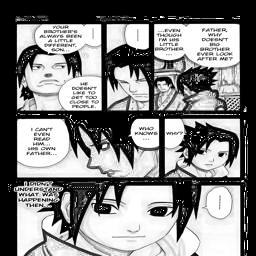 YOUR
BROTHER'S
ALWAYS BEEN
A LITTLE
DIFFERENT,
SON...
HE
DOESN'T
LIKE TO
GET TOO
CLOSE TO
PEOPLE.
...EVEN
THOUGH
I'M HIS
LITTLE
BROTHER
...
FATHER,
WHY
DOESN'T
BIG
BROTHER
EVER LOOK
AFTER ME?
I CAN'T
EVEN
READ
HIM...
HIS OWN
FATHER...
WHO
KNOWS
...
WHY?
I DIDN'T
UNDERSTAND
WHAT WAS
HAPPENING
THEN...